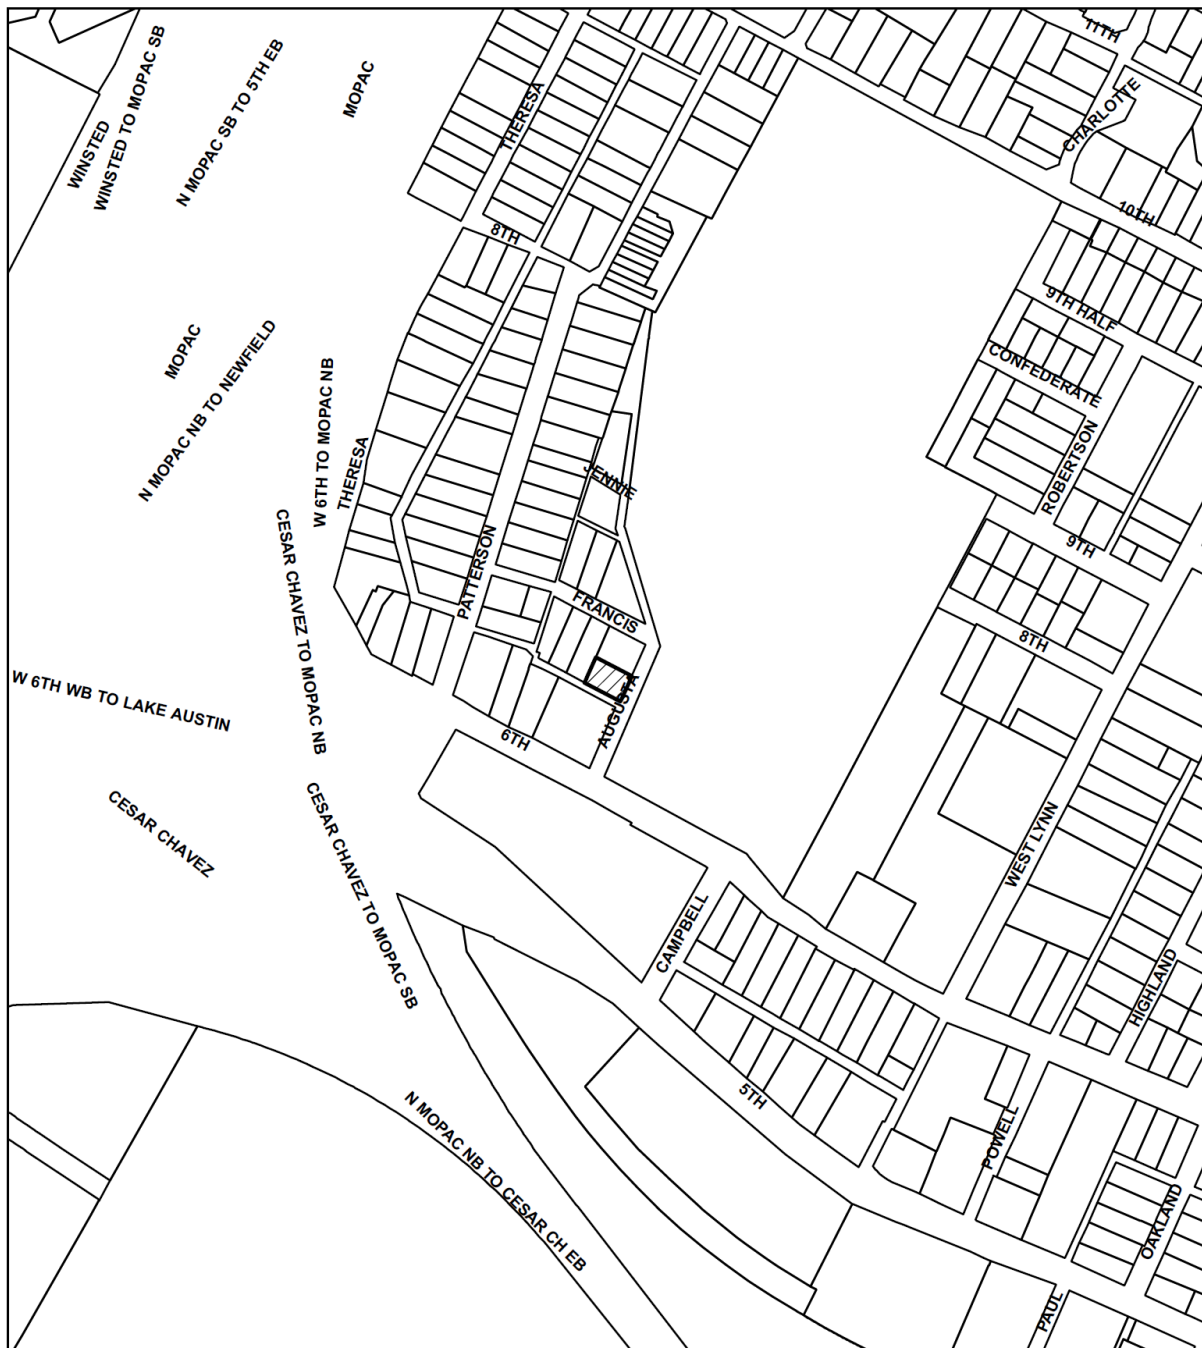 11TH
WINSTED
WINSTED TO MOPAC SB
N MOPAC SB TO 5TH EB
MOPAC
THERESA
CHARLOTTE
10TH
8TH
9TH HALF
MOPAC
N MOPAC NB TO NEWFIELD
W 6TH TO MOPAC NB
THERESA
CONFEDERATE
ROBERTSON
JENNIE
CESAR CHAVEZ TO MOPAC NB
PATTERSON
9TH
FRANCIS
8TH
W 6TH WB TO LAKE AUSTIN
AUGUSTA
6TH
CESAR CHAVEZ
CESAR CHAVEZ TO MOPAC SB
WEST LYNN
CAMPBELL
HIGHLAND
5TH
N MOPAC NB TO CESAR CH EB
POWELL
OAKLAND
PAUL